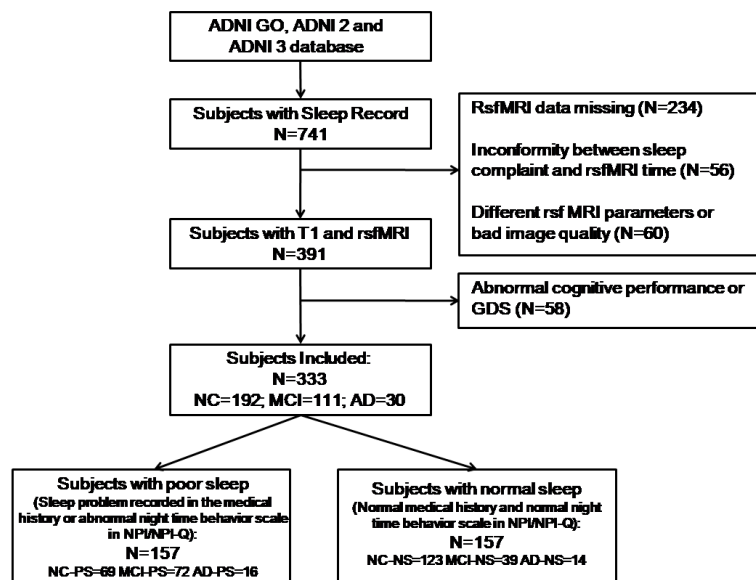 ADNI GO, ADNI 2 and
ADNI 3 database
Subjects with Sleep Record
N=741
RsfMRI data missing (N=234)
Inconformity between sleep
complaint and rsfMRI time (N=56)
Different rsf MRI parameters or
bad image quality (N=60)
Subjects with T1 and rsfMRI
N=391
Abnormal cognitive performance or
GDS (N=58)
Subjects Included:
N=333
NC=192; MCI=111; AD=30
Subjects with poor sleep
(Sleep problem recorded in the medical
history or abnormal night time behavior scale
in NPI/NPI-Q):
N=157
NC-PS=69 MCI-PS=72 AD-PS=16
Subjects with normal sleep
(Normal medical history and normal night
time behavior scale in NPI/NPI-Q):
N=157
NC-NS=123 MCI-NS=39 AD-NS=14